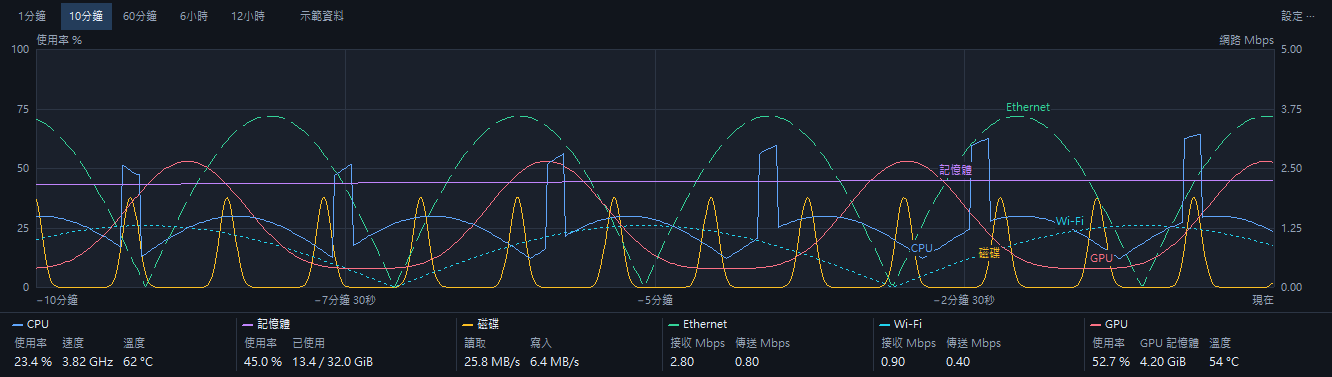 1分鐘 10分鐘 60分鐘 6小時 12小時 示範資料 設定 ···
使用率 % 網路 Mbps
100 5.00
75 3.75
Ethernet
50 2.50
記憶體
25 1.25
Wi-Fi
CPU
磁碟
GPU
0 0.00
−10分鐘 −7分鐘 30秒 −5分鐘 −2分鐘 30秒 現在
CPU 記憶體 磁碟 Ethernet Wi-Fi GPU
使用率 速度 溫度 使用率 已使用 讀取 寫入 接收 Mbps 傳送 Mbps 接收 Mbps 傳送 Mbps 使用率 GPU 記憶體 溫度
23.4 % 3.82 GHz 62 °C 45.0 % 13.4 / 32.0 GiB 25.8 MB/s 6.4 MB/s 2.80 0.80 0.90 0.40 52.7 % 4.20 GiB 54 °C